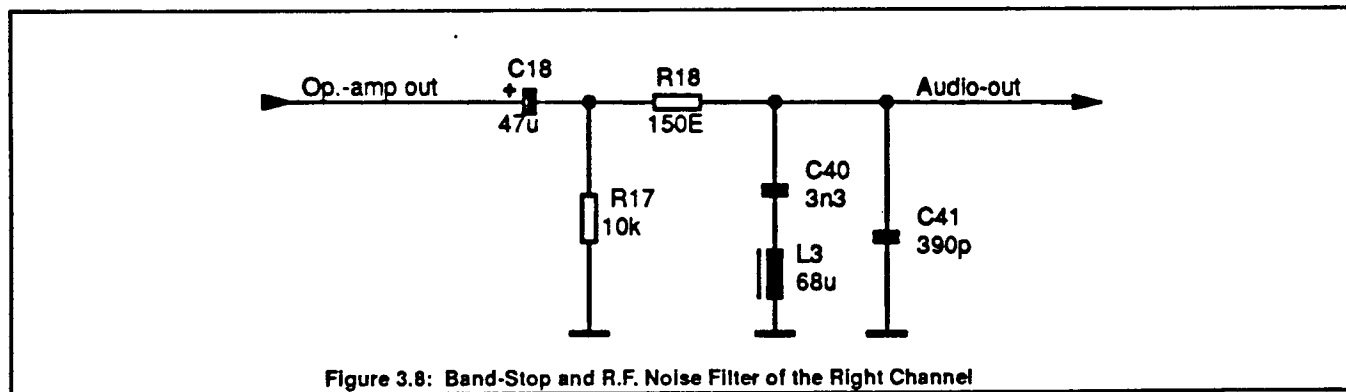 Op.-amp out
C18
+
47u
R18
150E
Audio-out
R17
10k
C40
3n3
L3
68u
C41
390p
Figure 3.8: Band-Stop and R.F. Noise Filter of the Right Channel